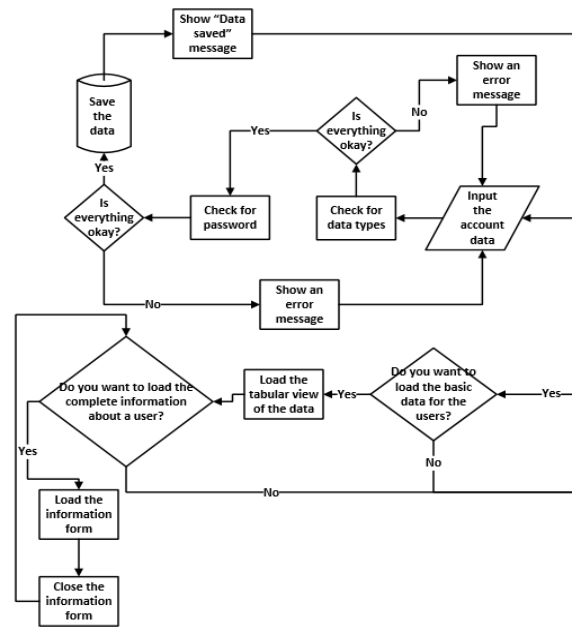 Show “Data
saved”
message
Save
the
data
Yes
Is
everything
okay?
Check for
password
Yes
Is
everything
okay?
No
Show an
error
message
Check for
data types
Input
the
account
data
No
Show an
error
message
Do you want to load the
complete information
about a user?
Load the
tabular view
of the data
Yes
Do you want to
load the basic
data for the
users?
Yes
No
No
Yes
Load the
information
form
Close the
information
form